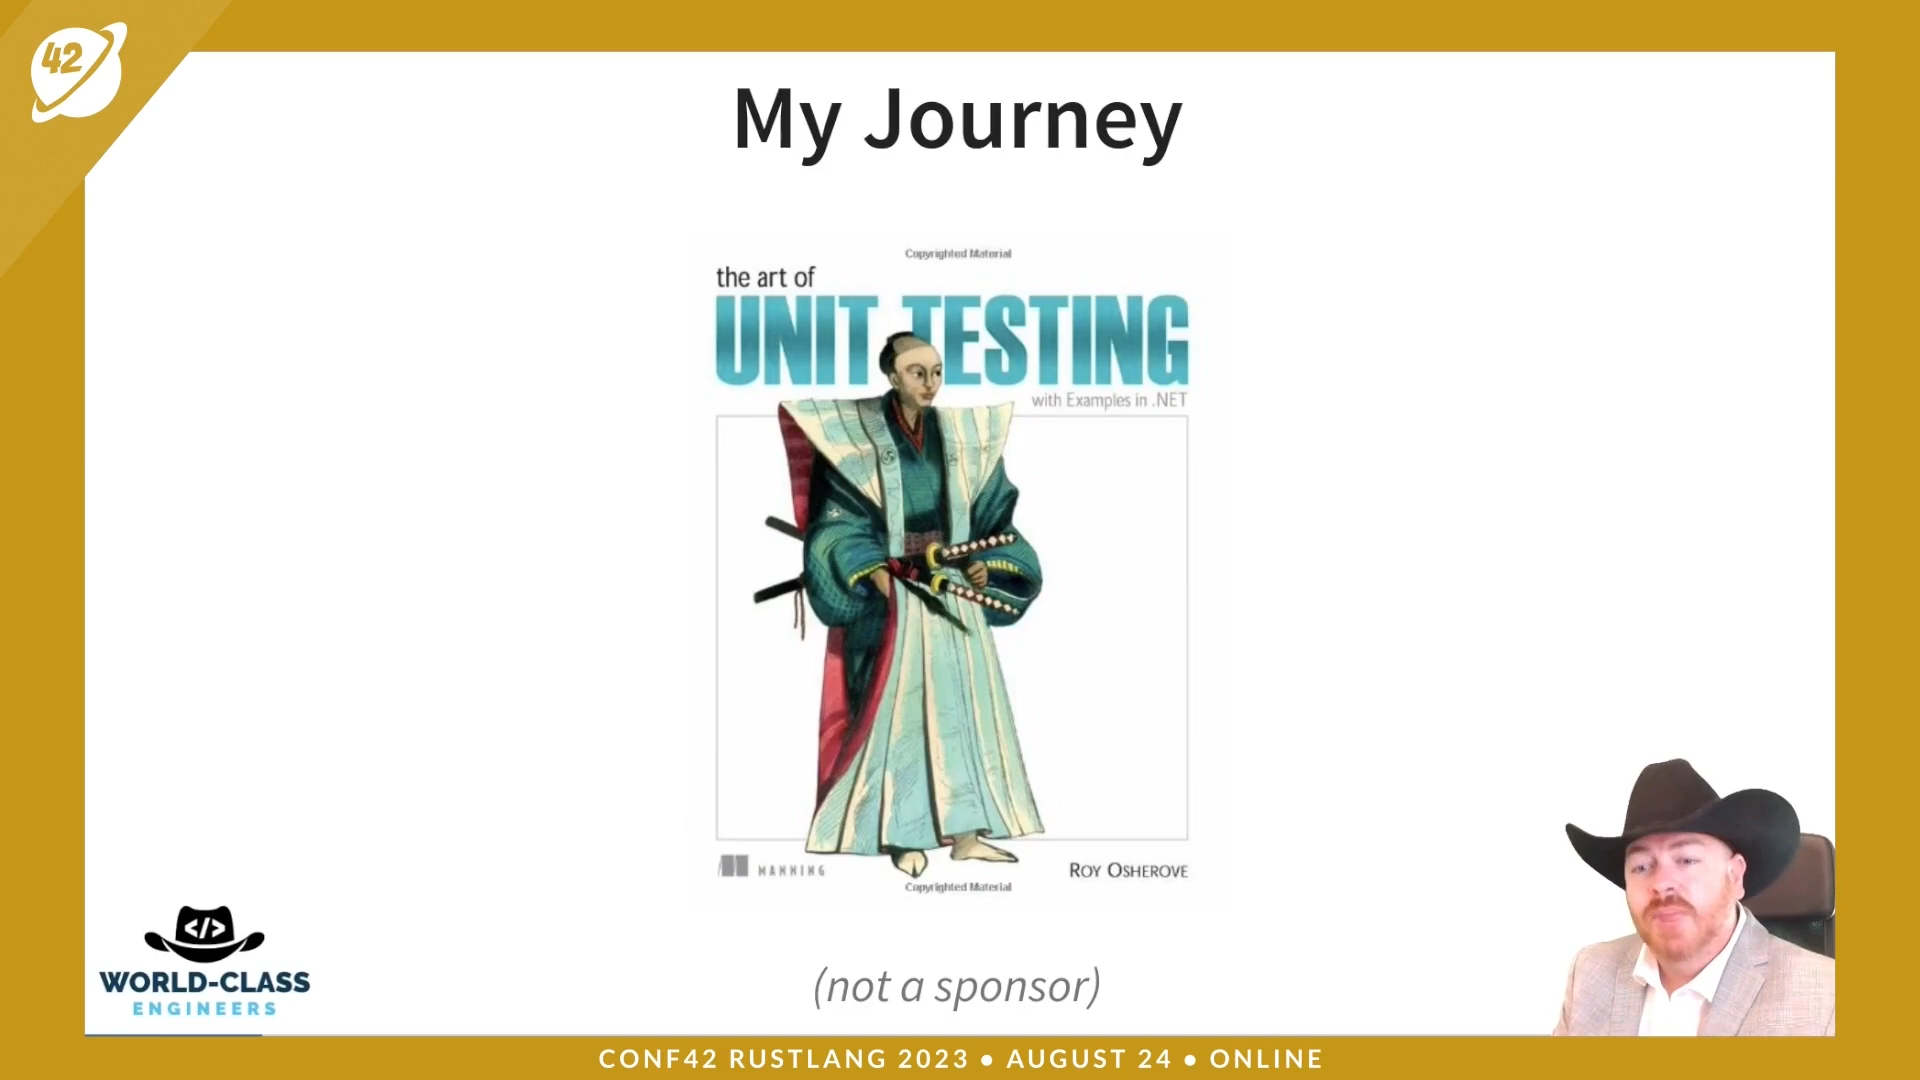 42
My Journey
Copyrighted Material
the art of
UNIT TESTING
with Examples in .NET
MANNING
ROY OSHEROVE
Copyrighted Material
</>
WORLD-CLASS
ENGINEERS
(not a sponsor)
CONF42 RUSTLANG 2023 • AUGUST 24 • ONLINE